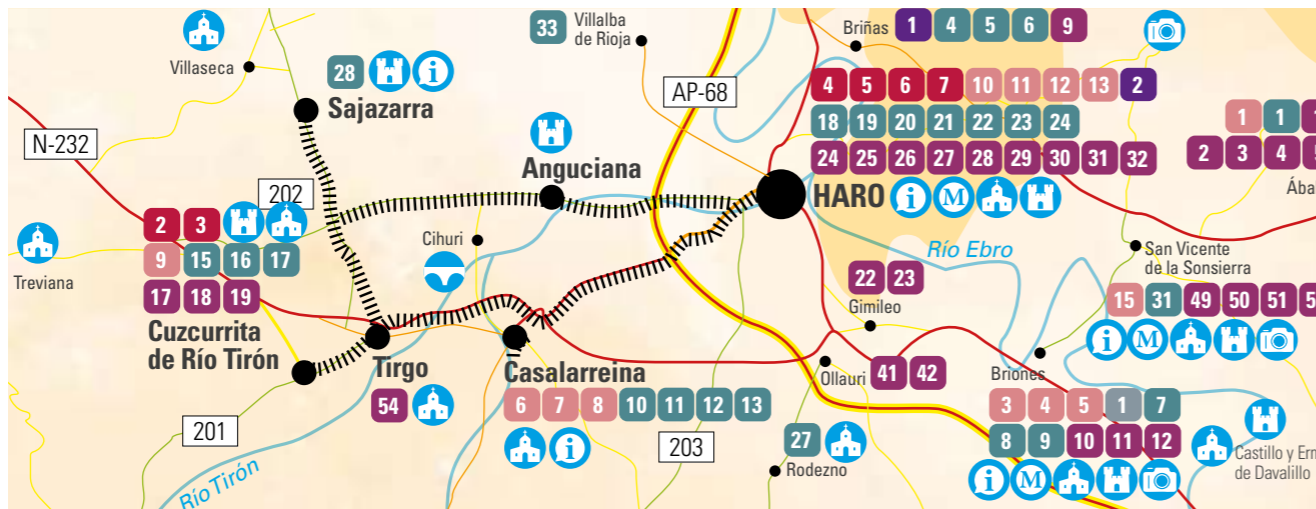 Villaseca
28 i
Sajazarra
33
Villalba
de Rioja
Briñas
1 4 5 6 9
N-232
AP-68
4 5 6 7 10 11 12 13 2
18 19 20 21 22 23 24
24 25 26 27 28 29 30 31 32
HARO i M
1 1
2 3 4
Anguciana
202
2 3
9 15 16 17
17 18 19
Cuzcurrita
de Río Tirón
Treviana
Cihuri
Río Ebro
San Vicente
de la Sonsierra
15 31 49 50 51
i M
22 23
Gimileo
Tirgo
54
Casalarreina
6 7 8 10 11 12 13
i
Ollauri
41 42
Briones
3 4 5 1 7
8 9 10 11 12
i M
201
Río Tirón
203
27
Rodezno
Castillo y
de Davalillo